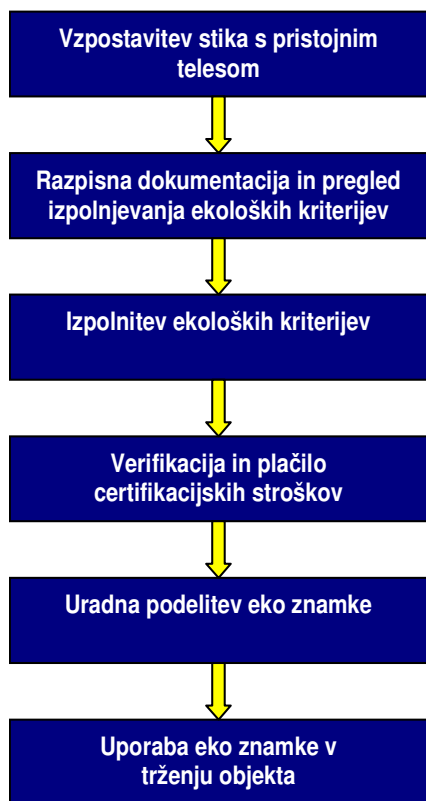 Vzpostavitev stika s pristojnim
telesom
Razpisna dokumentacija in pregled
izpolnjevanja ekoloških kriterijev
Izpolnitev ekoloških kriterijev
Verifikacija in plačilo
certifikacijskih stroškov
Uradna podelitev eko znamke
Uporaba eko znamke v
trženju objekta